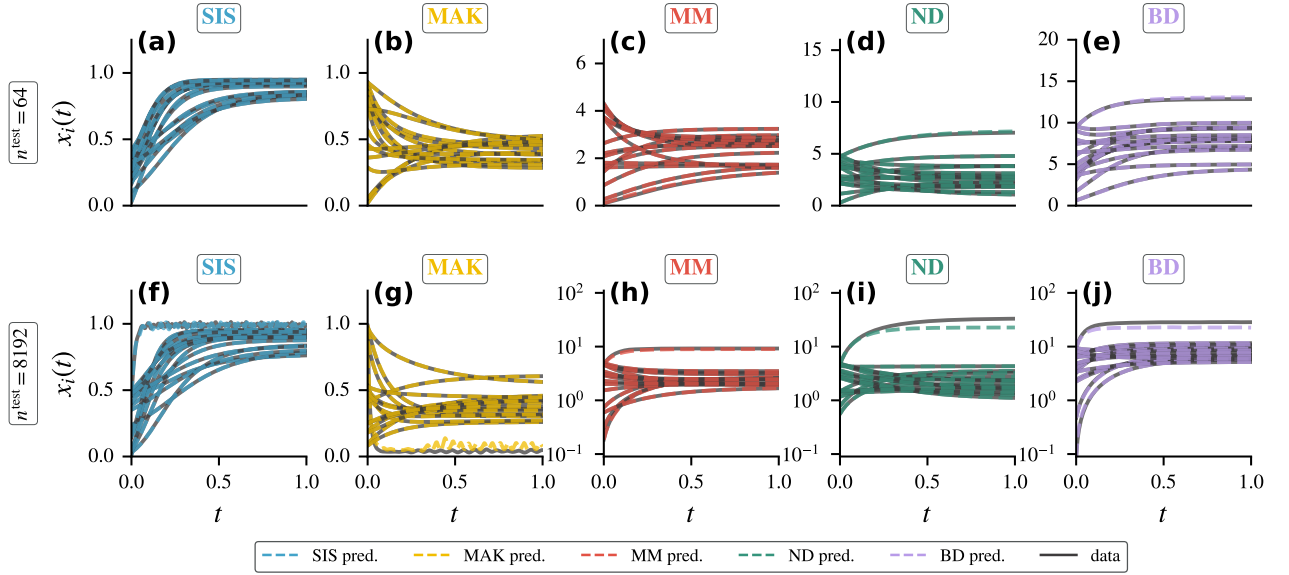 SIS MAK MM ND BD
(a) (b) (c) (d) (e)
n^test = 64
x_i(t)
1.0 0.5 0.0
1.0 0.5 0.0
6 4 2 0
15 10 5 0
20 15 10 5 0
SIS MAK MM ND BD
(f) (g) (h) (i) (j)
n^test = 8192
x_i(t)
1.0 0.5 0.0
1.0 0.5 0.0
10^2 10^1 10^0 10^−1
10^2 10^1 10^0 10^−1
10^2 10^1 10^0 10^−1
0.0 0.5 1.0 0.0 0.5 1.0 0.0 0.5 1.0 0.0 0.5 1.0 0.0 0.5 1.0
t t t t t
SIS pred. MAK pred. MM pred. ND pred. BD pred. data